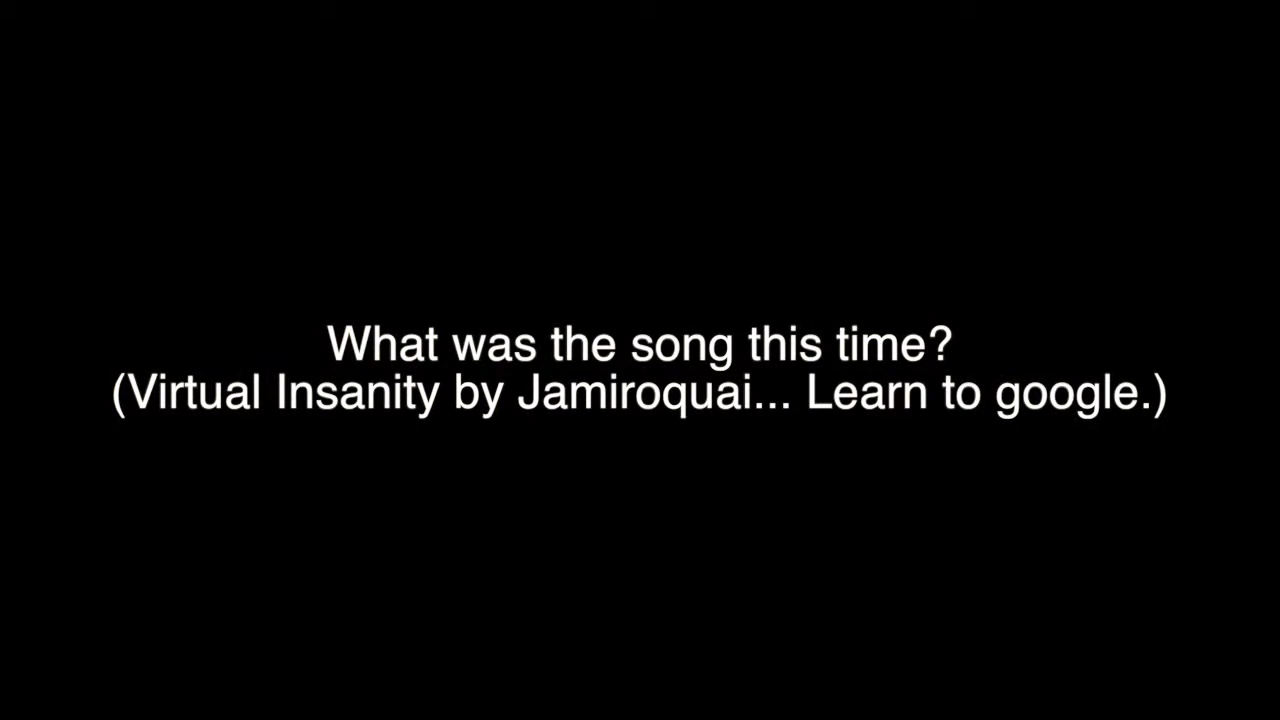 What was the song this time?
(Virtual Insanity by Jamiroquai... Learn to google.)